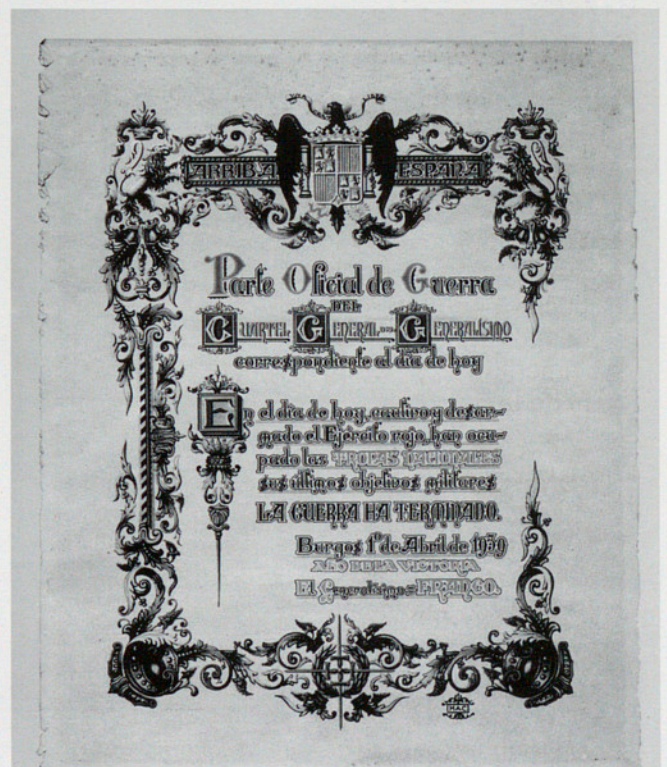 ARRIBA ESPAÑA
Parte Oficial de Guerra
DEL
CUARTEL GENERAL DEL GENERALÍSIMO
correspondiente al día de hoy
En el día de hoy, cautivo y desar-
mado el Ejército rojo, han ocu-
pado las TROPAS NACIONALES
sus últimos objetivos militares
LA GUERRA HA TERMINADO.
Burgos 1º de Abril de 1939
AÑO DE LA VICTORIA
El Generalísimo = FRANCO.